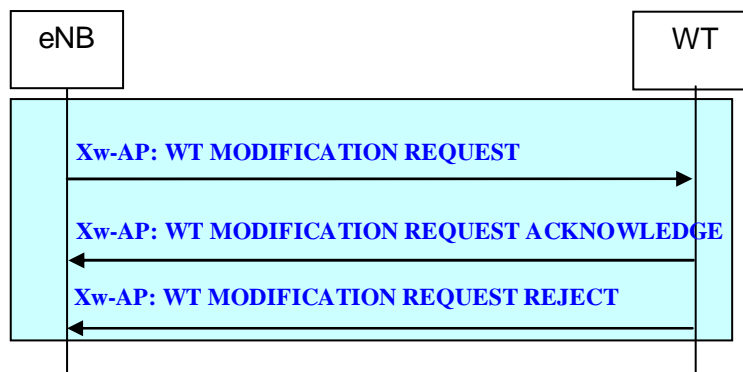 eNB
WT
Xw-AP: WT MODIFICATION REQUEST
Xw-AP: WT MODIFICATION REQUEST ACKNOWLEDGE
Xw-AP: WT MODIFICATION REQUEST REJECT